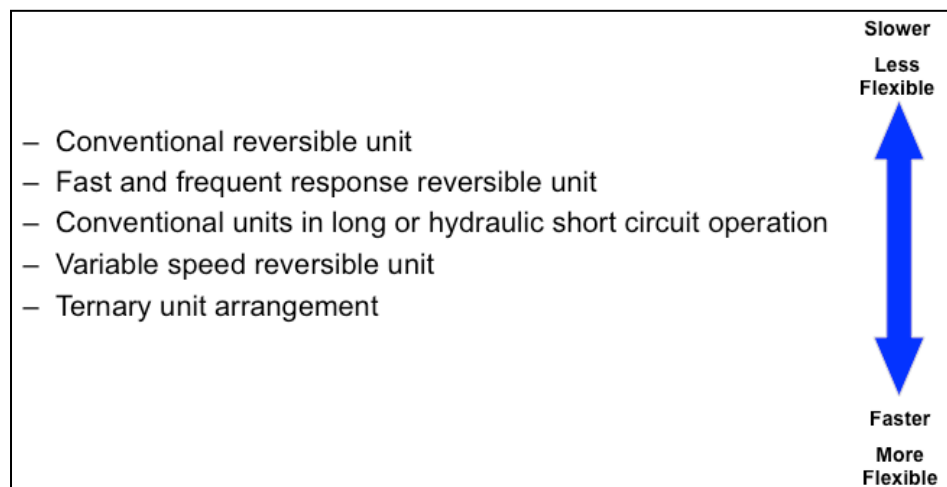 Slower
Less
Flexible
– Conventional reversible unit
– Fast and frequent response reversible unit
– Conventional units in long or hydraulic short circuit operation
– Variable speed reversible unit
– Ternary unit arrangement
Faster
More
Flexible